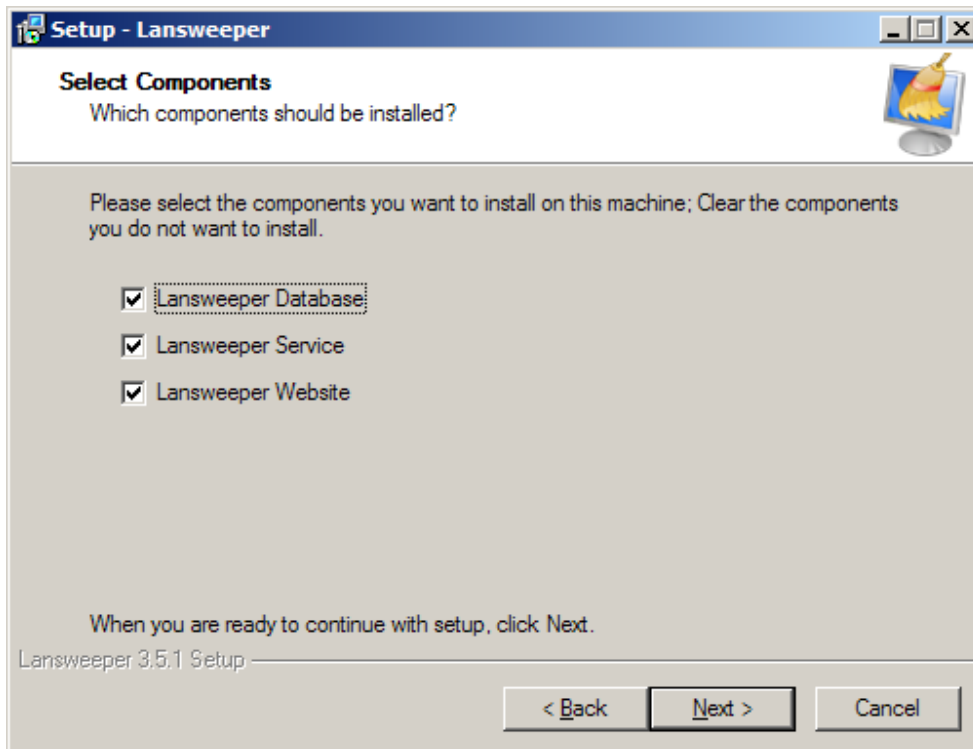 Setup - Lansweeper
Select Components
Which components should be installed?
Please select the components you want to install on this machine; Clear the components
you do not want to install.
Lansweeper Database
Lansweeper Service
Lansweeper Website
When you are ready to continue with setup, click Next.
Lansweeper 3.5.1 Setup
< Back Next > Cancel